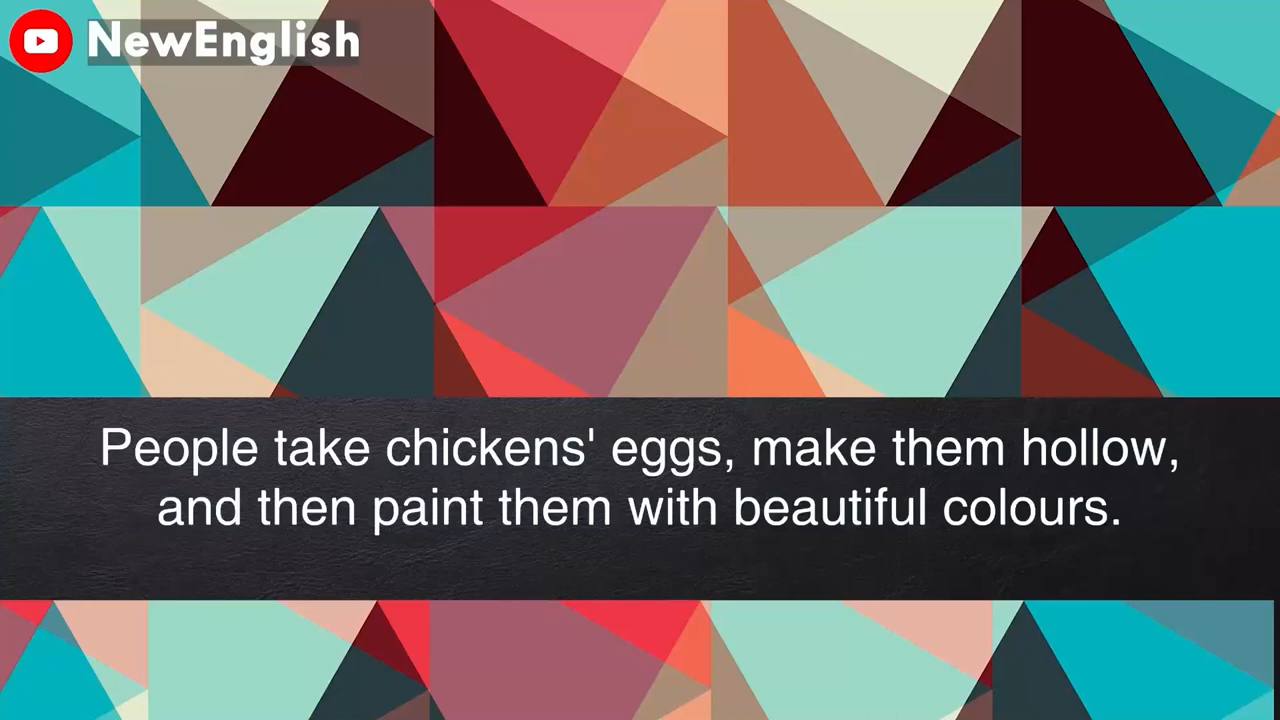 NewEnglish
People take chickens' eggs, make them hollow,
and then paint them with beautiful colours.